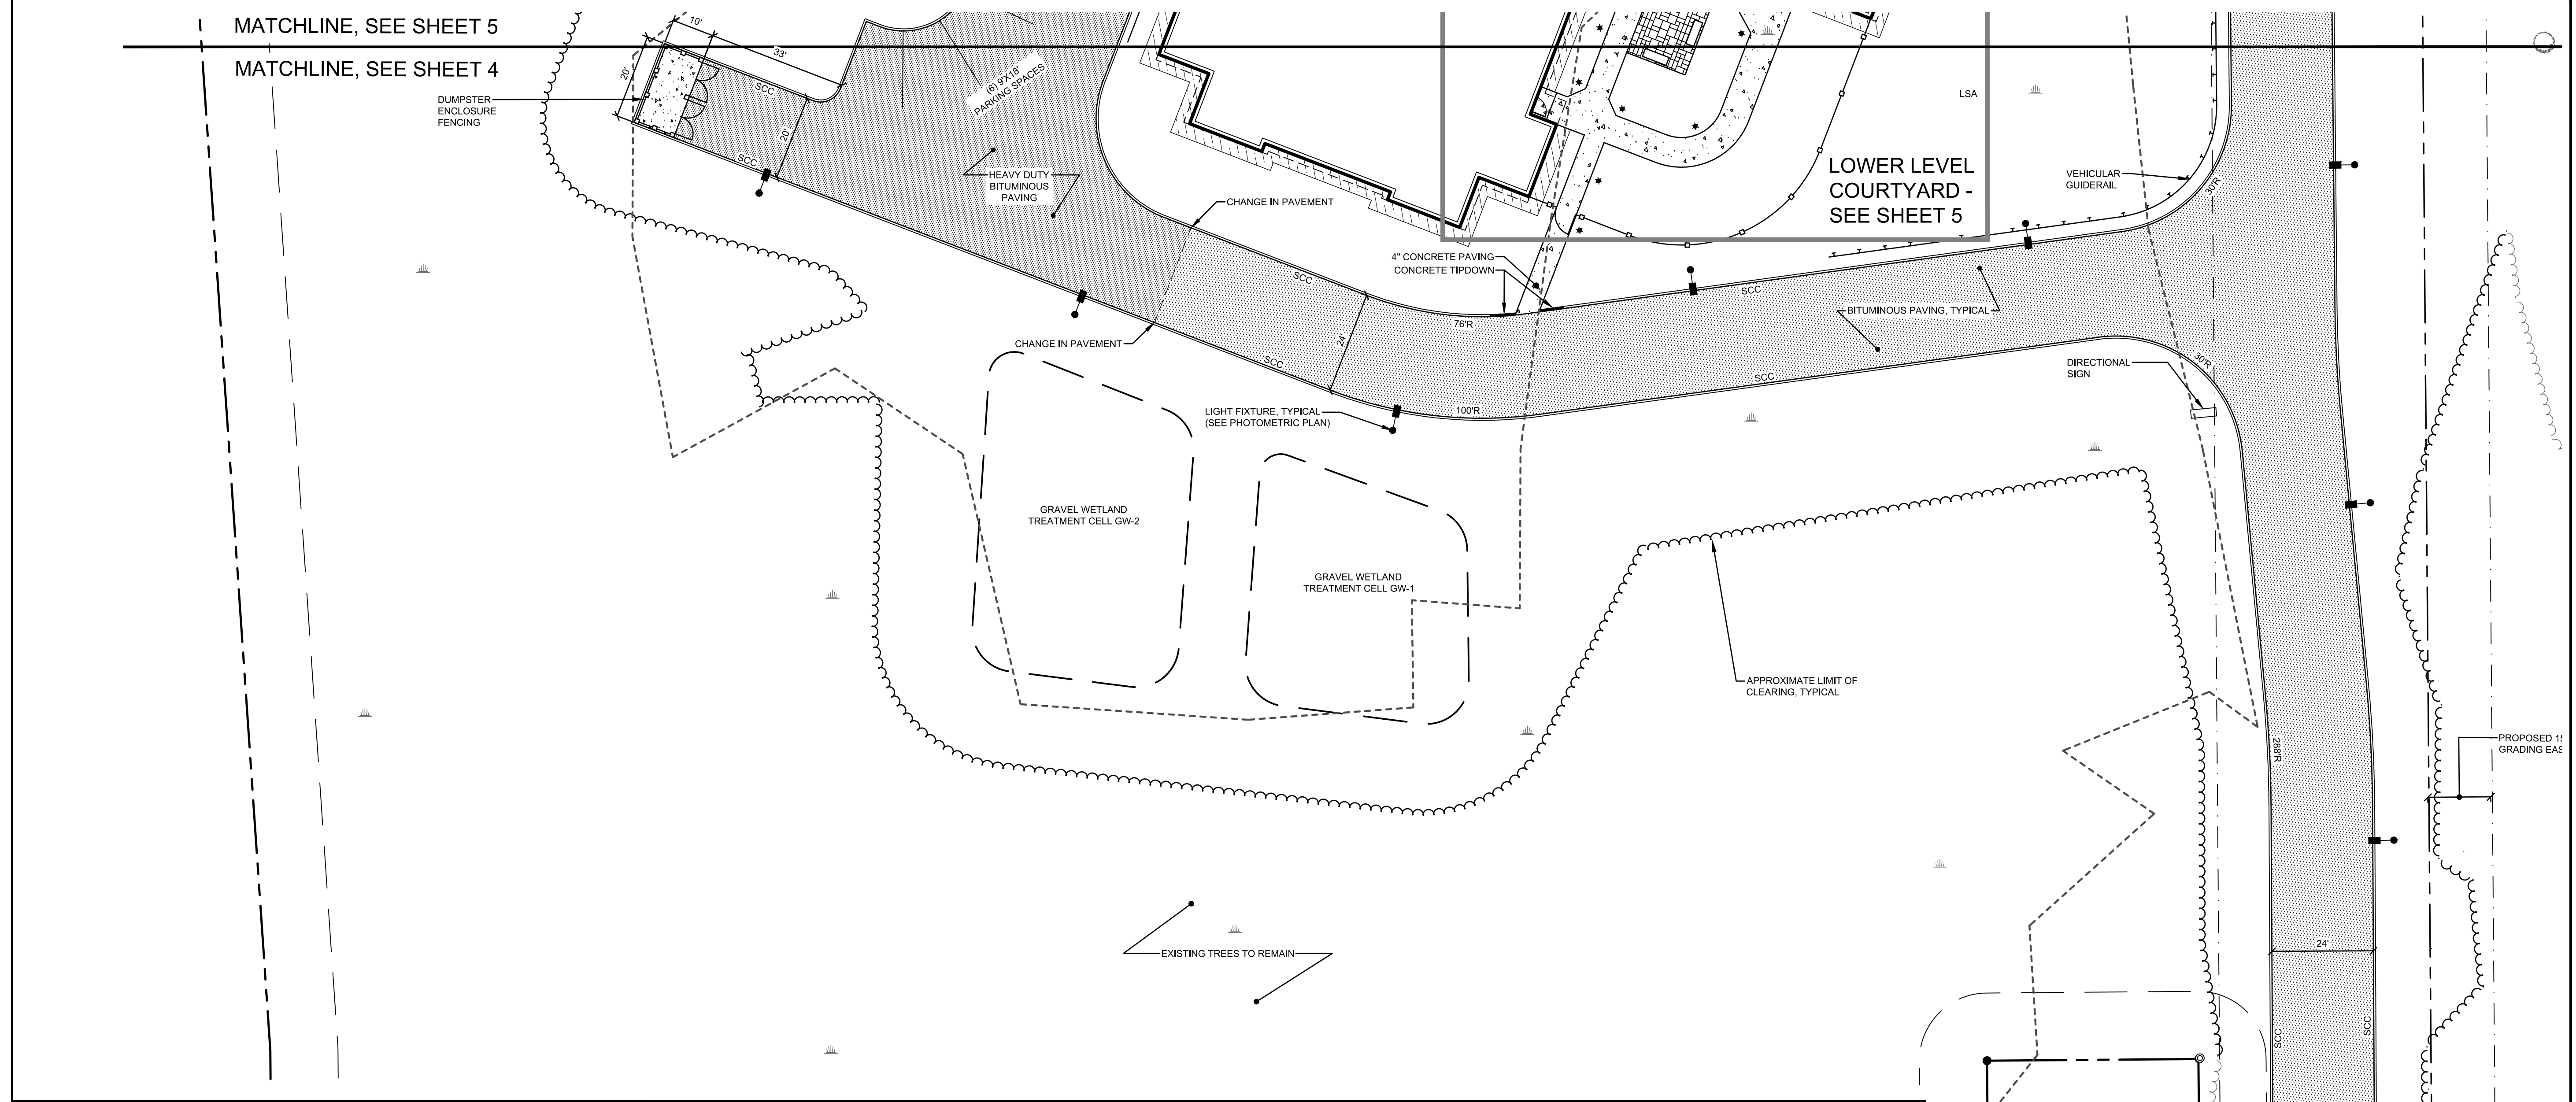 MATCHLINE, SEE SHEET 5
MATCHLINE, SEE SHEET 4
10'
33'
20'
SCC
20'
SCC
DUMPSTER
ENCLOSURE
FENCING
(6) 9'X18'
PARKING SPACES
HEAVY DUTY
BITUMINOUS
PAVING
CHANGE IN PAVEMENT
CHANGE IN PAVEMENT
LSA
LOWER LEVEL
COURTYARD -
SEE SHEET 5
VEHICULAR
GUIDERAIL
30'R
4" CONCRETE PAVING
CONCRETE TIPDOWN
SCC
SCC
24'
76'R
100'R
SCC
SCC
BITUMINOUS PAVING, TYPICAL
30'R
DIRECTIONAL
SIGN
LIGHT FIXTURE, TYPICAL
(SEE PHOTOMETRIC PLAN)
GRAVEL WETLAND
TREATMENT CELL GW-2
GRAVEL WETLAND
TREATMENT CELL GW-1
APPROXIMATE LIMIT OF
CLEARING, TYPICAL
288'R
PROPOSED
GRADING
EXISTING TREES TO REMAIN
24'
SCC
SCC